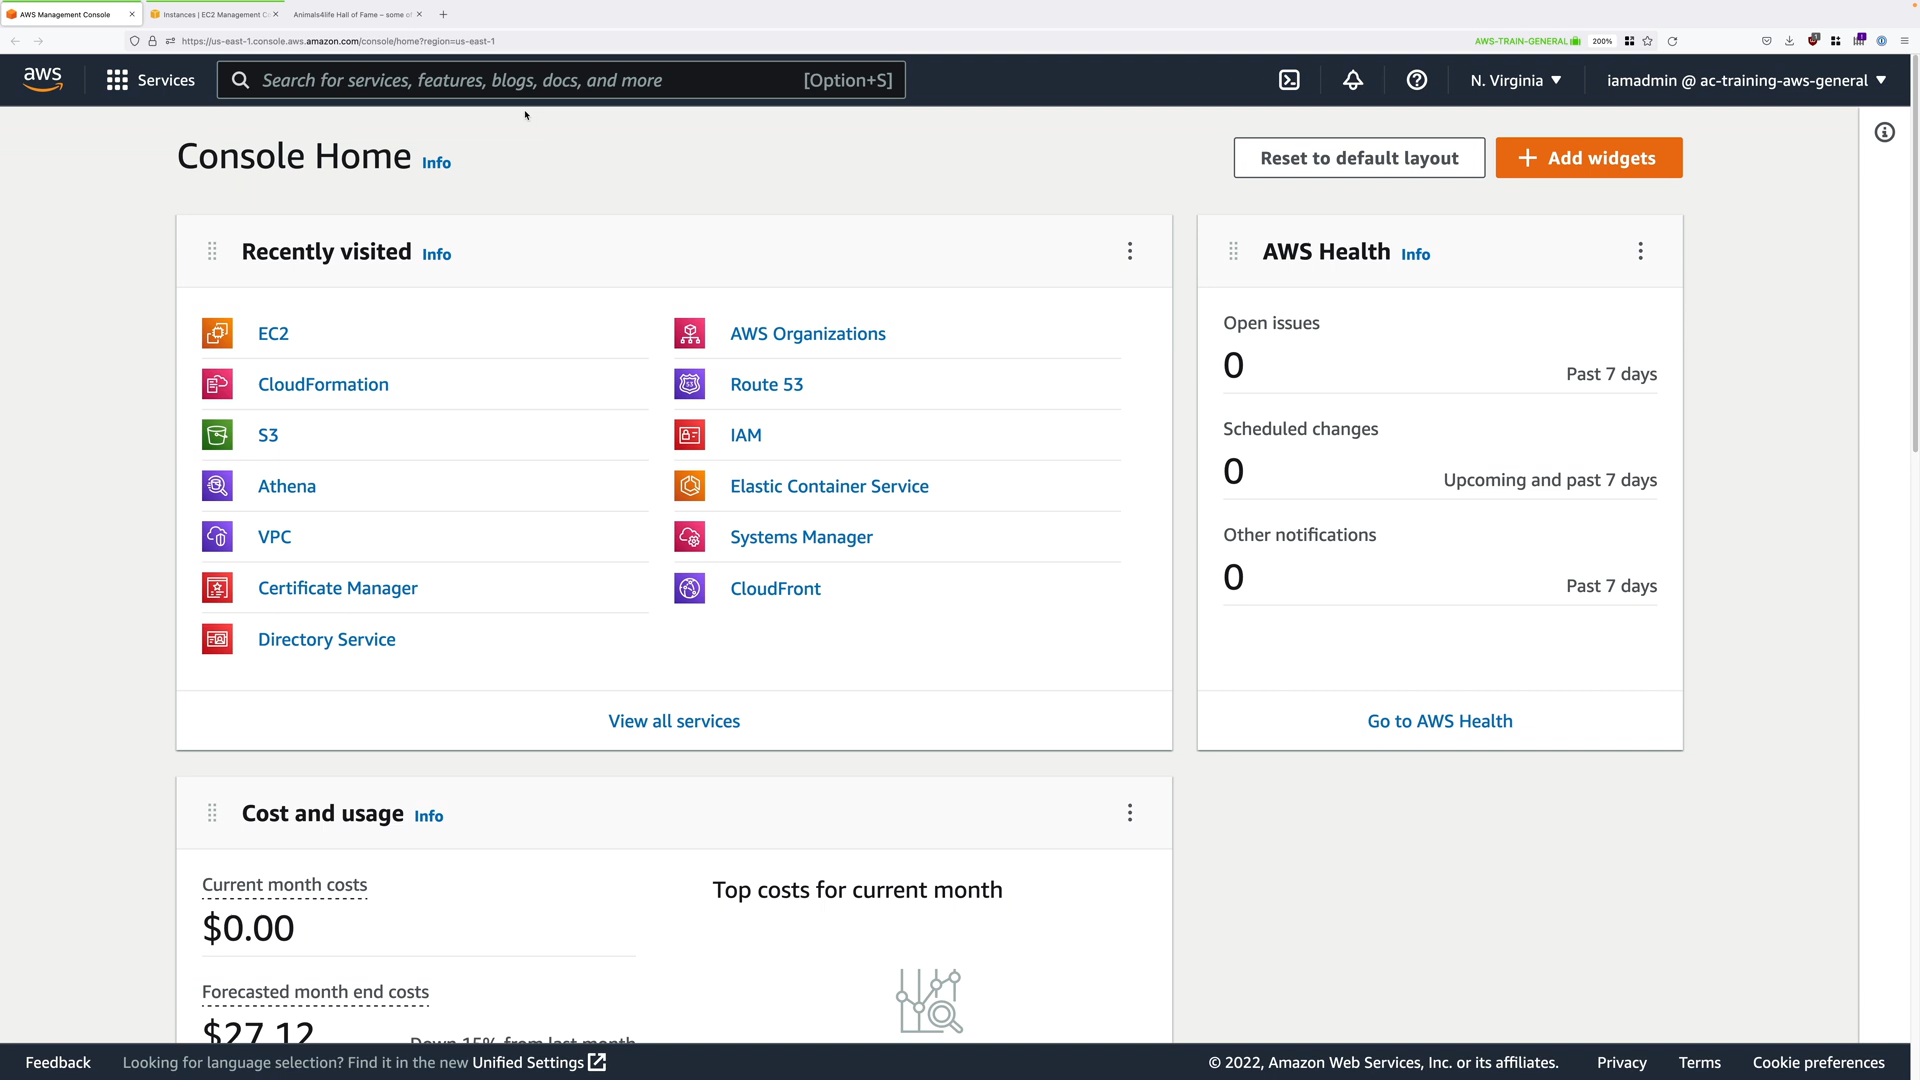 AWS Management Console
Instances | EC2 Management C
Animals4life Hall of Fame – some of
https://us-east-1.console.aws.amazon.com/console/home?region=us-east-1
AWS-TRAIN-GENERAL
200%
aws
Services
Search for services, features, blogs, docs, and more
[Option+S]
N. Virginia
iamadmin @ ac-training-aws-general
Console Home Info
Reset to default layout
Add widgets
Recently visited Info
EC2
CloudFormation
S3
Athena
VPC
Certificate Manager
Directory Service
AWS Organizations
Route 53
IAM
Elastic Container Service
Systems Manager
CloudFront
View all services
AWS Health Info
Open issues
0
Past 7 days
Scheduled changes
0
Upcoming and past 7 days
Other notifications
0
Past 7 days
Go to AWS Health
Cost and usage Info
Current month costs
$0.00
Forecasted month end costs
$27.12
Down 15% from last month
Top costs for current month
Feedback
Looking for language selection? Find it in the new Unified Settings
© 2022, Amazon Web Services, Inc. or its affiliates.
Privacy
Terms
Cookie preferences